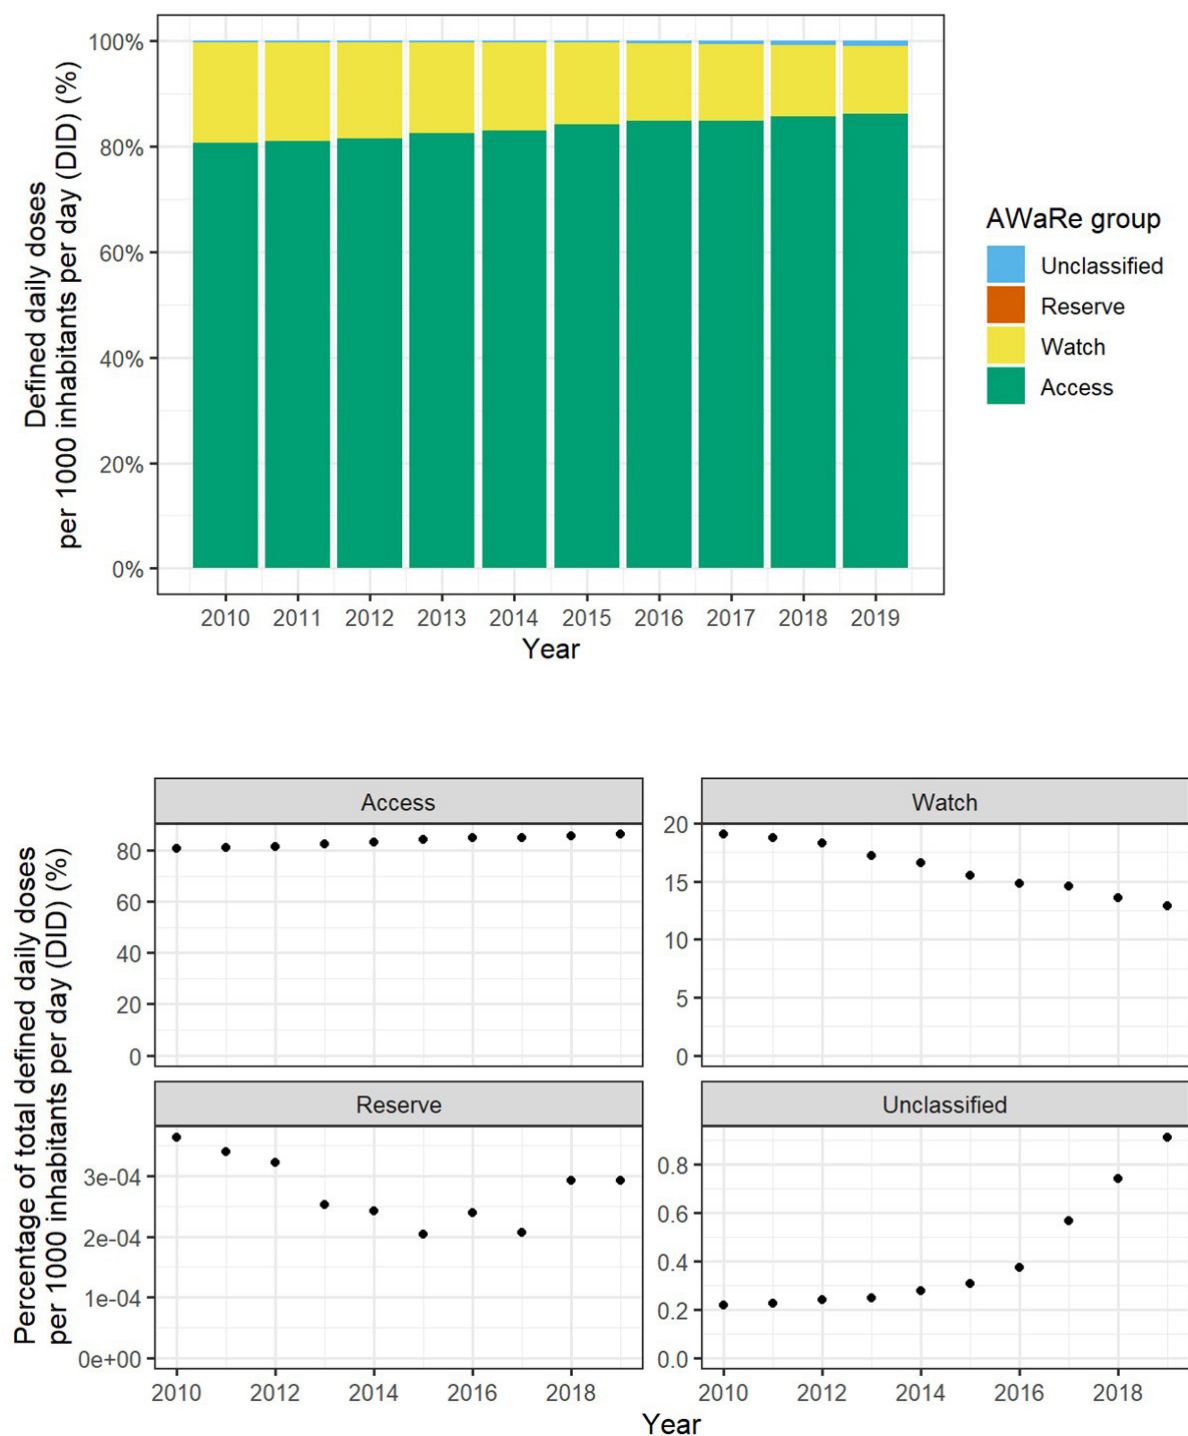 100%
80%
60%
40%
20%
0%
Defined daily doses
per 1000 inhabitants per day (DID) (%)
2010 2011 2012 2013 2014 2015 2016 2017 2018 2019
Year
AWaRe group
Unclassified
Reserve
Watch
Access
Percentage of total defined daily doses
per 1000 inhabitants per day (DID) (%)
Access
80
60
40
20
0
Watch
20
15
10
5
0
Reserve
3e-04
2e-04
1e-04
0e+00
2010 2012 2014 2016 2018
Unclassified
0.8
0.6
0.4
0.2
0.0
2010 2012 2014 2016 2018
Year